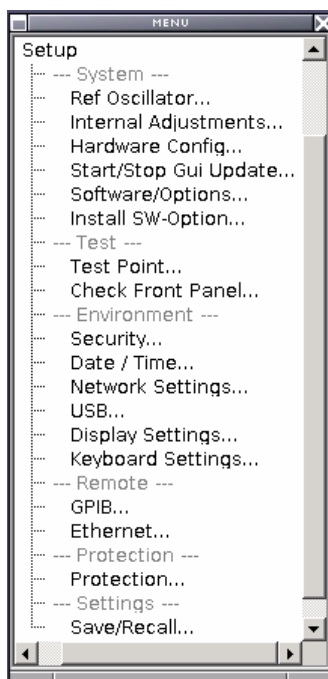 MENU
Setup
--- System ---
Ref Oscillator...
Internal Adjustments...
Hardware Config...
Start/Stop Gui Update...
Software/Options...
Install SW-Option...
--- Test ---
Test Point...
Check Front Panel...
--- Environment ---
Security...
Date / Time...
Network Settings...
USB...
Display Settings...
Keyboard Settings...
--- Remote ---
GPIB...
Ethernet...
--- Protection ---
Protection...
--- Settings ---
Save/Recall...